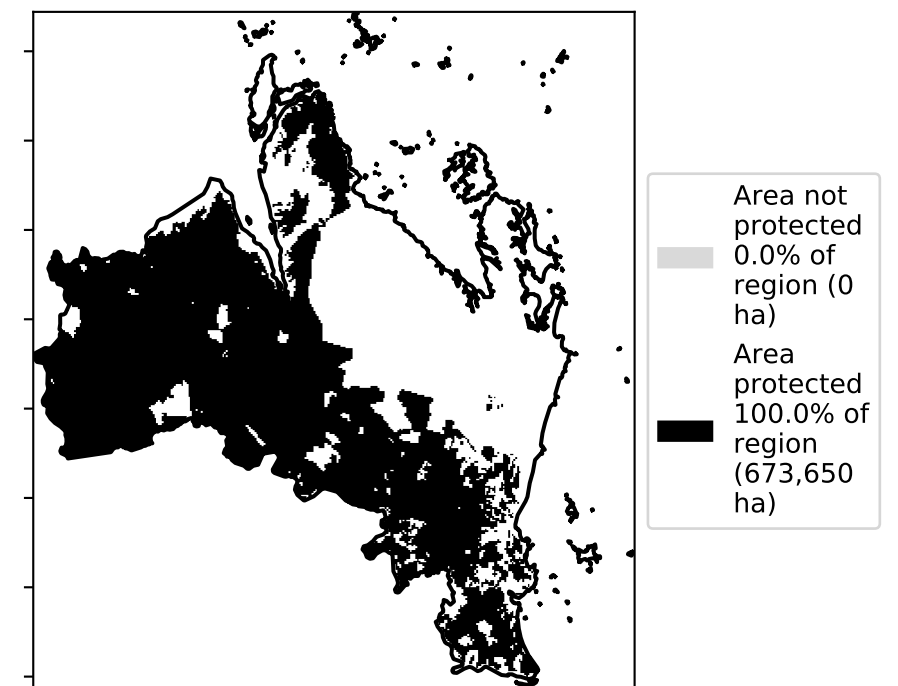 Area not
protected
0.0% of
region (0
ha)
Area
protected
100.0% of
region
(673,650
ha)